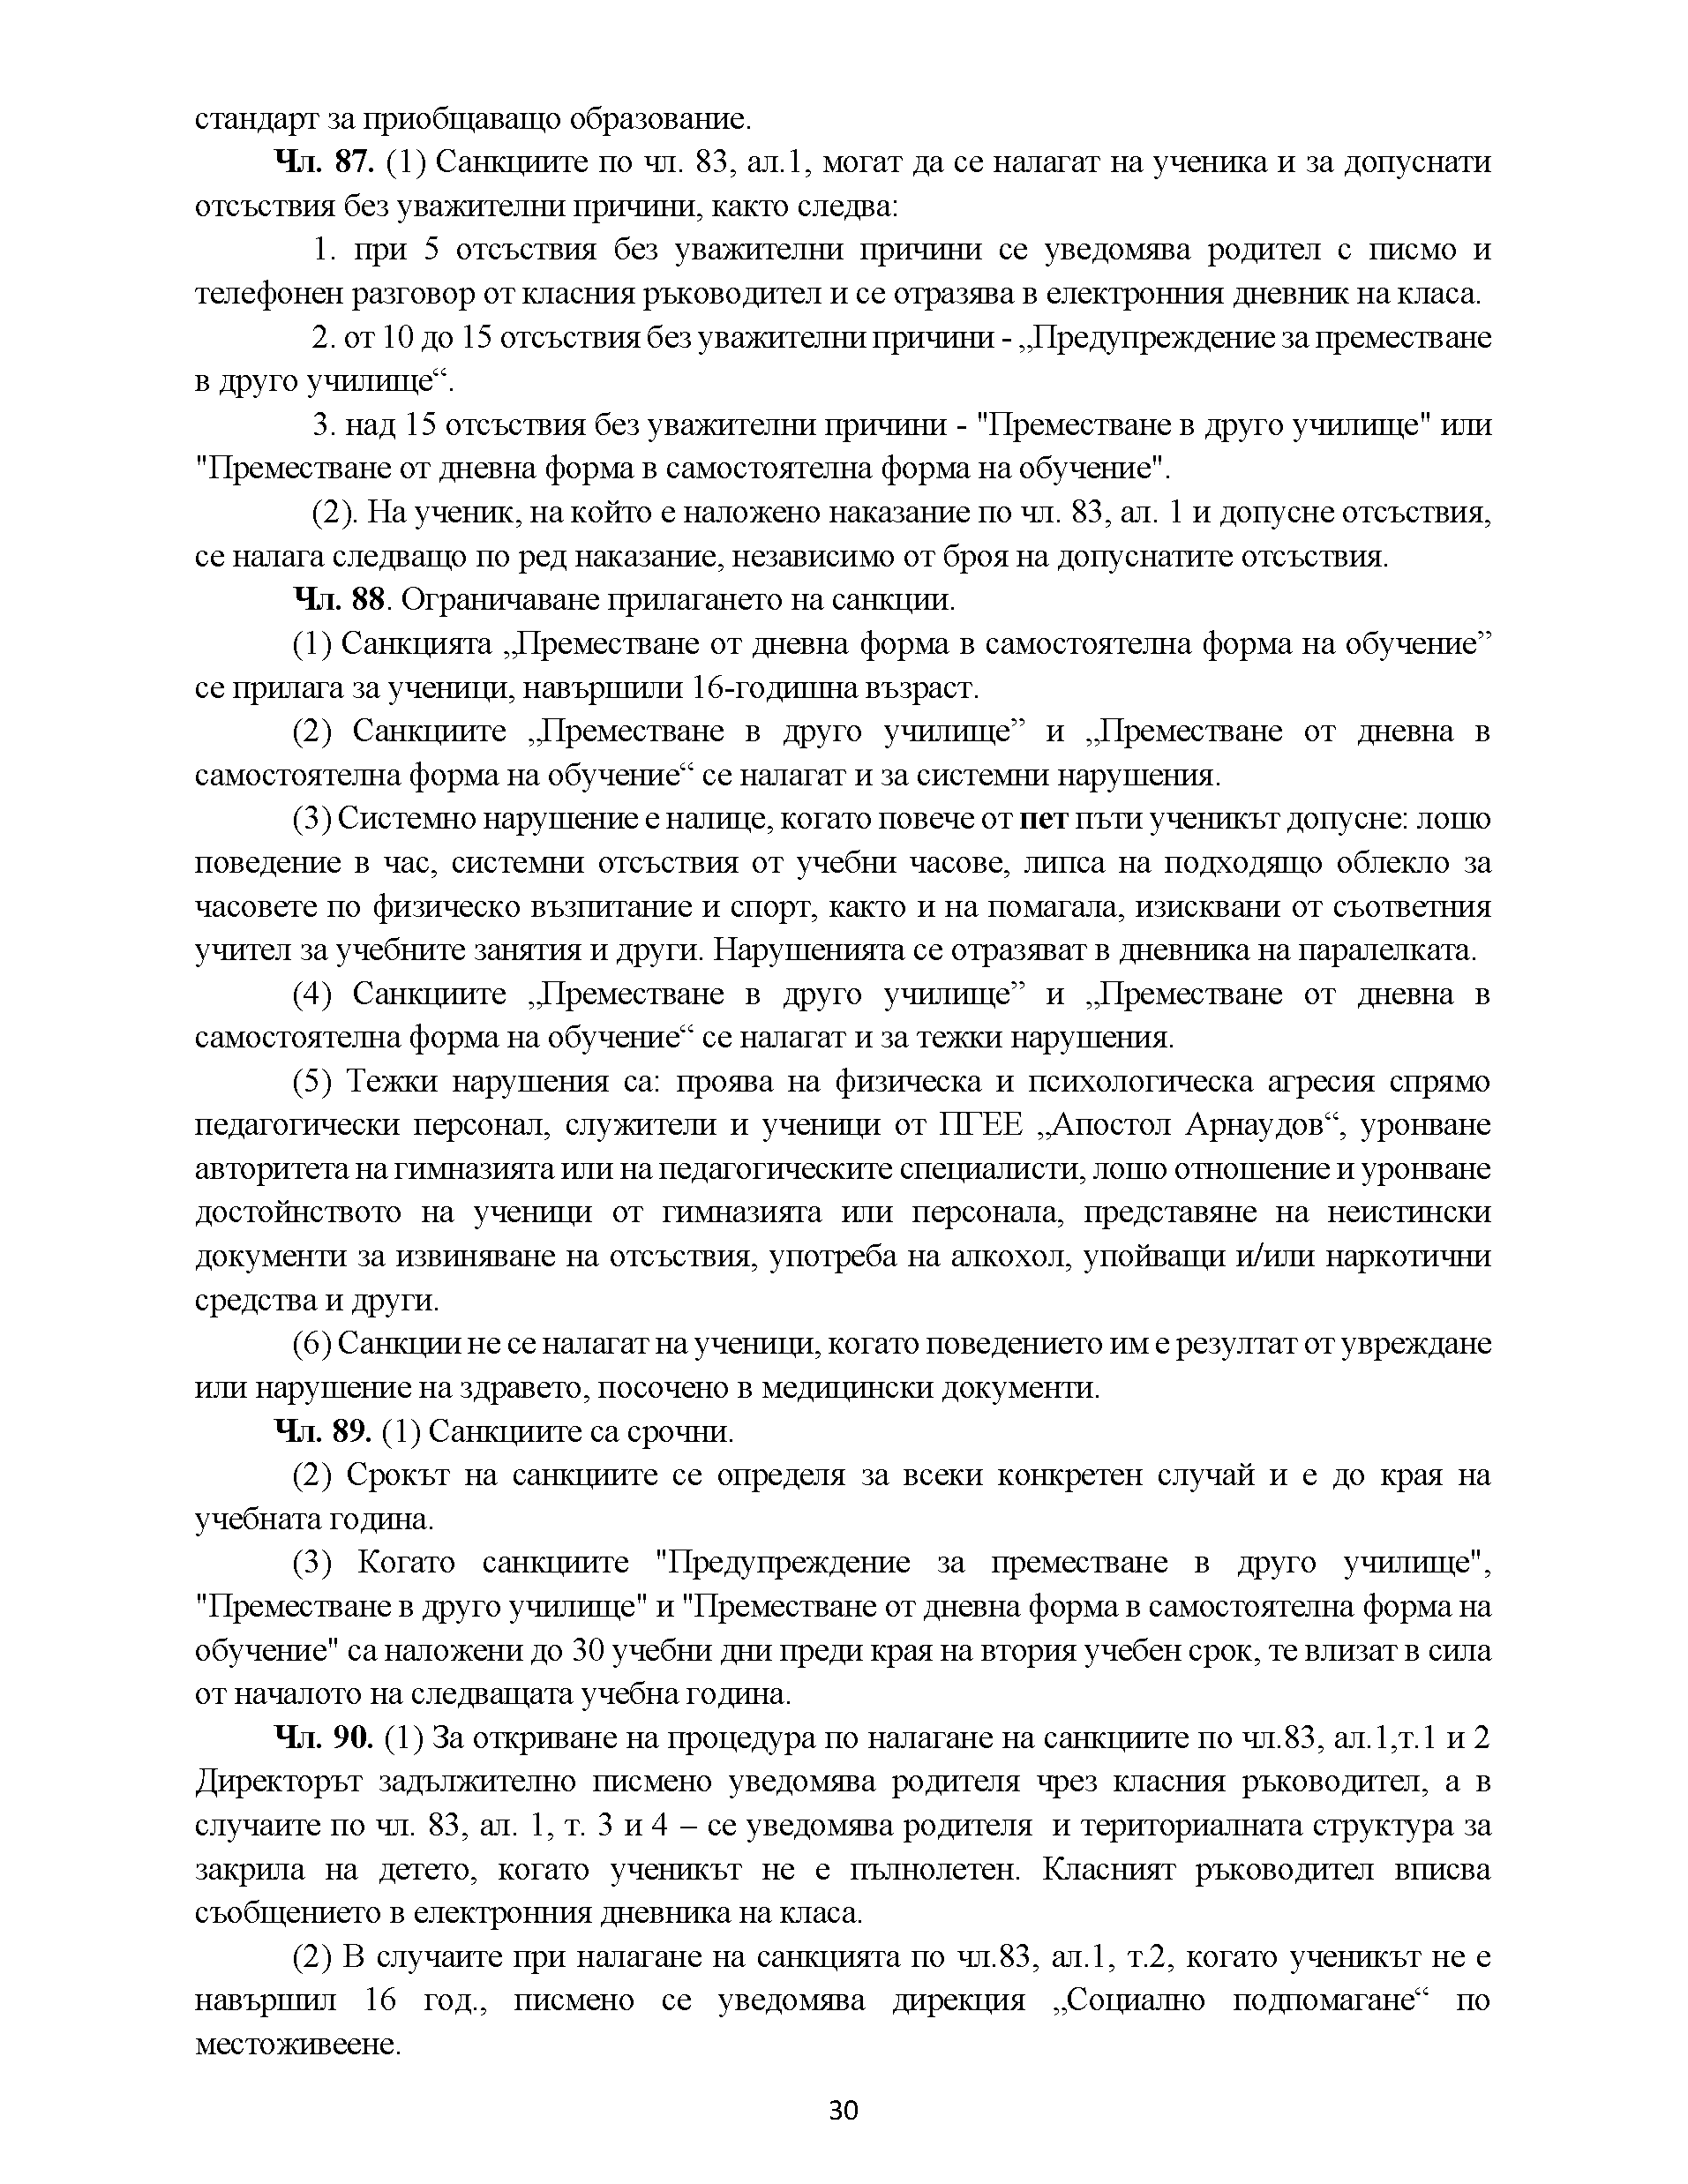 стандарт за приобщаващо образование.
Чл. 87. (1) Санкциите по чл. 83, ал.1, могат да се налагат на ученика и за допуснати
отсъствия без уважителни причини, както следва:
1. при 5 отсъствия без уважителни причини се уведомява родител с писмо и
телефонен разговор от класния ръководител и се отразява в електронния дневник на класа.
2. от 10 до 15 отсъствия без уважителни причини - „Предупреждение за преместване
в друго училище“.
3. над 15 отсъствия без уважителни причини - "Преместване в друго училище" или
"Преместване от дневна форма в самостоятелна форма на обучение".
(2). На ученик, на който е наложено наказание по чл. 83, ал. 1 и допусне отсъствия,
се налага следващо по ред наказание, независимо от броя на допуснатите отсъствия.
Чл. 88. Ограничаване прилагането на санкции.
(1) Санкцията „Преместване от дневна форма в самостоятелна форма на обучение”
се прилага за ученици, навършили 16-годишна възраст.
(2) Санкциите „Преместване в друго училище” и „Преместване от дневна в
самостоятелна форма на обучение“ се налагат и за системни нарушения.
(3) Системно нарушение е налице, когато повече от пет пъти ученикът допусне: лошо
поведение в час, системни отсъствия от учебни часове, липса на подходящо облекло за
часовете по физическо възпитание и спорт, както и на помагала, изисквани от съответния
учител за учебните занятия и други. Нарушенията се отразяват в дневника на паралелката.
(4) Санкциите „Преместване в друго училище” и „Преместване от дневна в
самостоятелна форма на обучение“ се налагат и за тежки нарушения.
(5) Тежки нарушения са: проява на физическа и психологическа агресия спрямо
педагогически персонал, служители и ученици от ПГЕЕ „Апостол Арнаудов“, уронване
авторитета на гимназията или на педагогическите специалисти, лошо отношение и уронване
достойнството на ученици от гимназията или персонала, представяне на неистински
документи за извиняване на отсъствия, употреба на алкохол, упойващи и/или наркотични
средства и други.
(6) Санкции не се налагат на ученици, когато поведението им е резултат от увреждане
или нарушение на здравето, посочено в медицински документи.
Чл. 89. (1) Санкциите са срочни.
(2) Срокът на санкциите се определя за всеки конкретен случай и е до края на
учебната година.
(3) Когато санкциите "Предупреждение за преместване в друго училище",
"Преместване в друго училище" и "Преместване от дневна форма в самостоятелна форма на
обучение" са наложени до 30 учебни дни преди края на втория учебен срок, те влизат в сила
от началото на следващата учебна година.
Чл. 90. (1) За откриване на процедура по налагане на санкциите по чл.83, ал.1,т.1 и 2
Директорът задължително писмено уведомява родителя чрез класния ръководител, а в
случаите по чл. 83, ал. 1, т. 3 и 4 – се уведомява родителя и териториалната структура за
закрила на детето, когато ученикът не е пълнолетен. Класният ръководител вписва
съобщението в електронния дневника на класа.
(2) В случаите при налагане на санкцията по чл.83, ал.1, т.2, когато ученикът не е
навършил 16 год., писмено се уведомява дирекция „Социално подпомагане“ по
местоживеене.
30